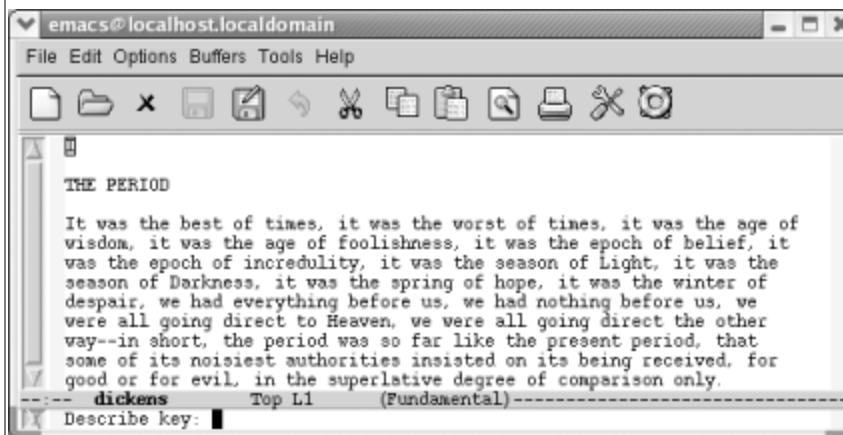 emacs@localhost.localdomain
File Edit Options Buffers Tools Help
I
THE PERIOD
It was the best of times, it was the worst of times, it was the age of
wisdom, it was the age of foolishness, it was the epoch of belief, it
was the epoch of incredulity, it was the season of Light, it was the
season of Darkness, it was the spring of hope, it was the winter of
despair, we had everything before us, we had nothing before us, we
were all going direct to Heaven, we were all going direct the other
way--in short, the period was so far like the present period, that
some of its noisiest authorities insisted on its being received, for
good or for evil, in the superlative degree of comparison only.
--:-- dickens Top L1 (Fundamental)----------------------------------
Describe key: